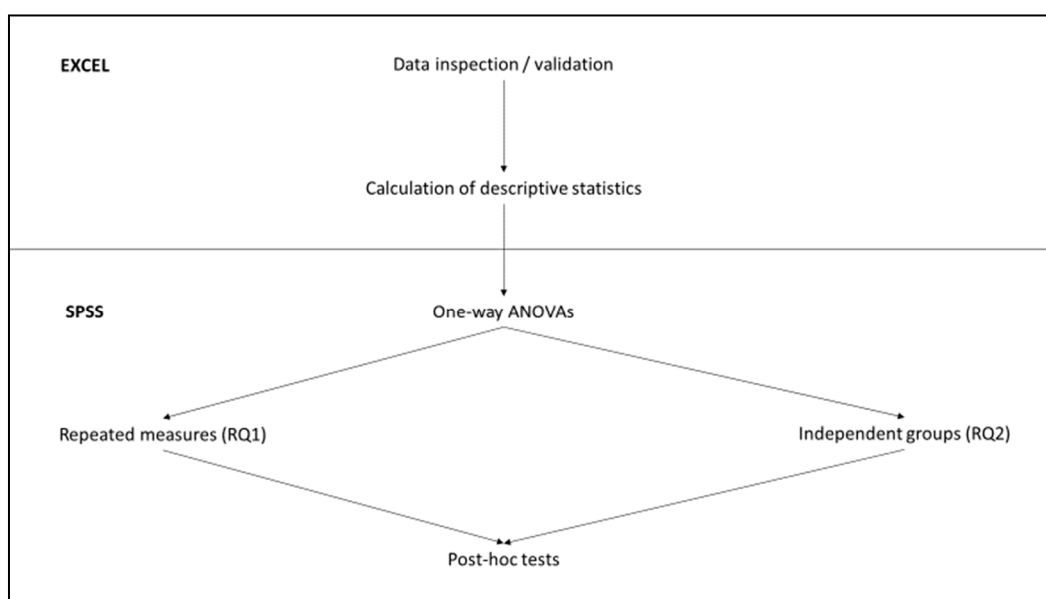 EXCEL
Data inspection / validation
Calculation of descriptive statistics
SPSS
One-way ANOVAs
Repeated measures (RQ1)
Independent groups (RQ2)
Post-hoc tests